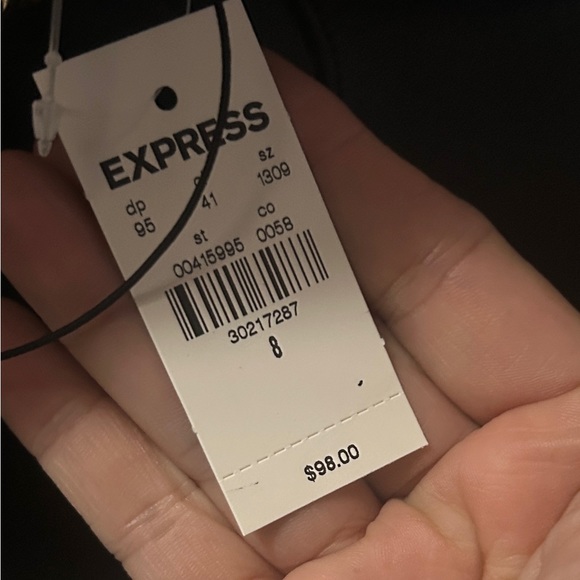 EXPRESS
dp sz
95 41 1309
st co
00415995 0058
30217287
8
$98.00